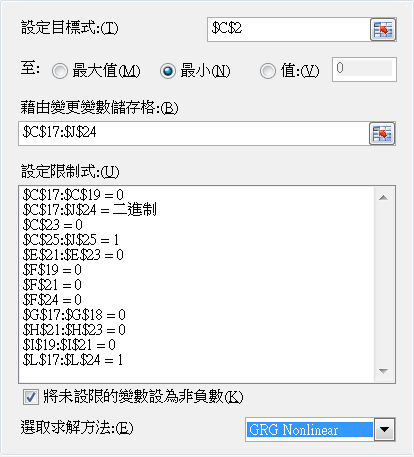 設定目標式:(T)
$C$2
至:
最大值(M)
最小(N)
值:(V)
0
藉由變更變數儲存格:(B)
$C$17:$J$24
設定限制式:(U)
$C$17:$C$19 = 0
$C$17:$J$24 = 二進制
$C$23 = 0
$C$25:$J$25 = 1
$E$21:$E$23 = 0
$F$19 = 0
$F$21 = 0
$F$24 = 0
$G$17:$G$18 = 0
$H$21:$H$23 = 0
$I$19:$I$21 = 0
$L$17:$L$24 = 1
將未設限的變數設為非負數(K)
選取求解方法:(E)
GRG Nonlinear